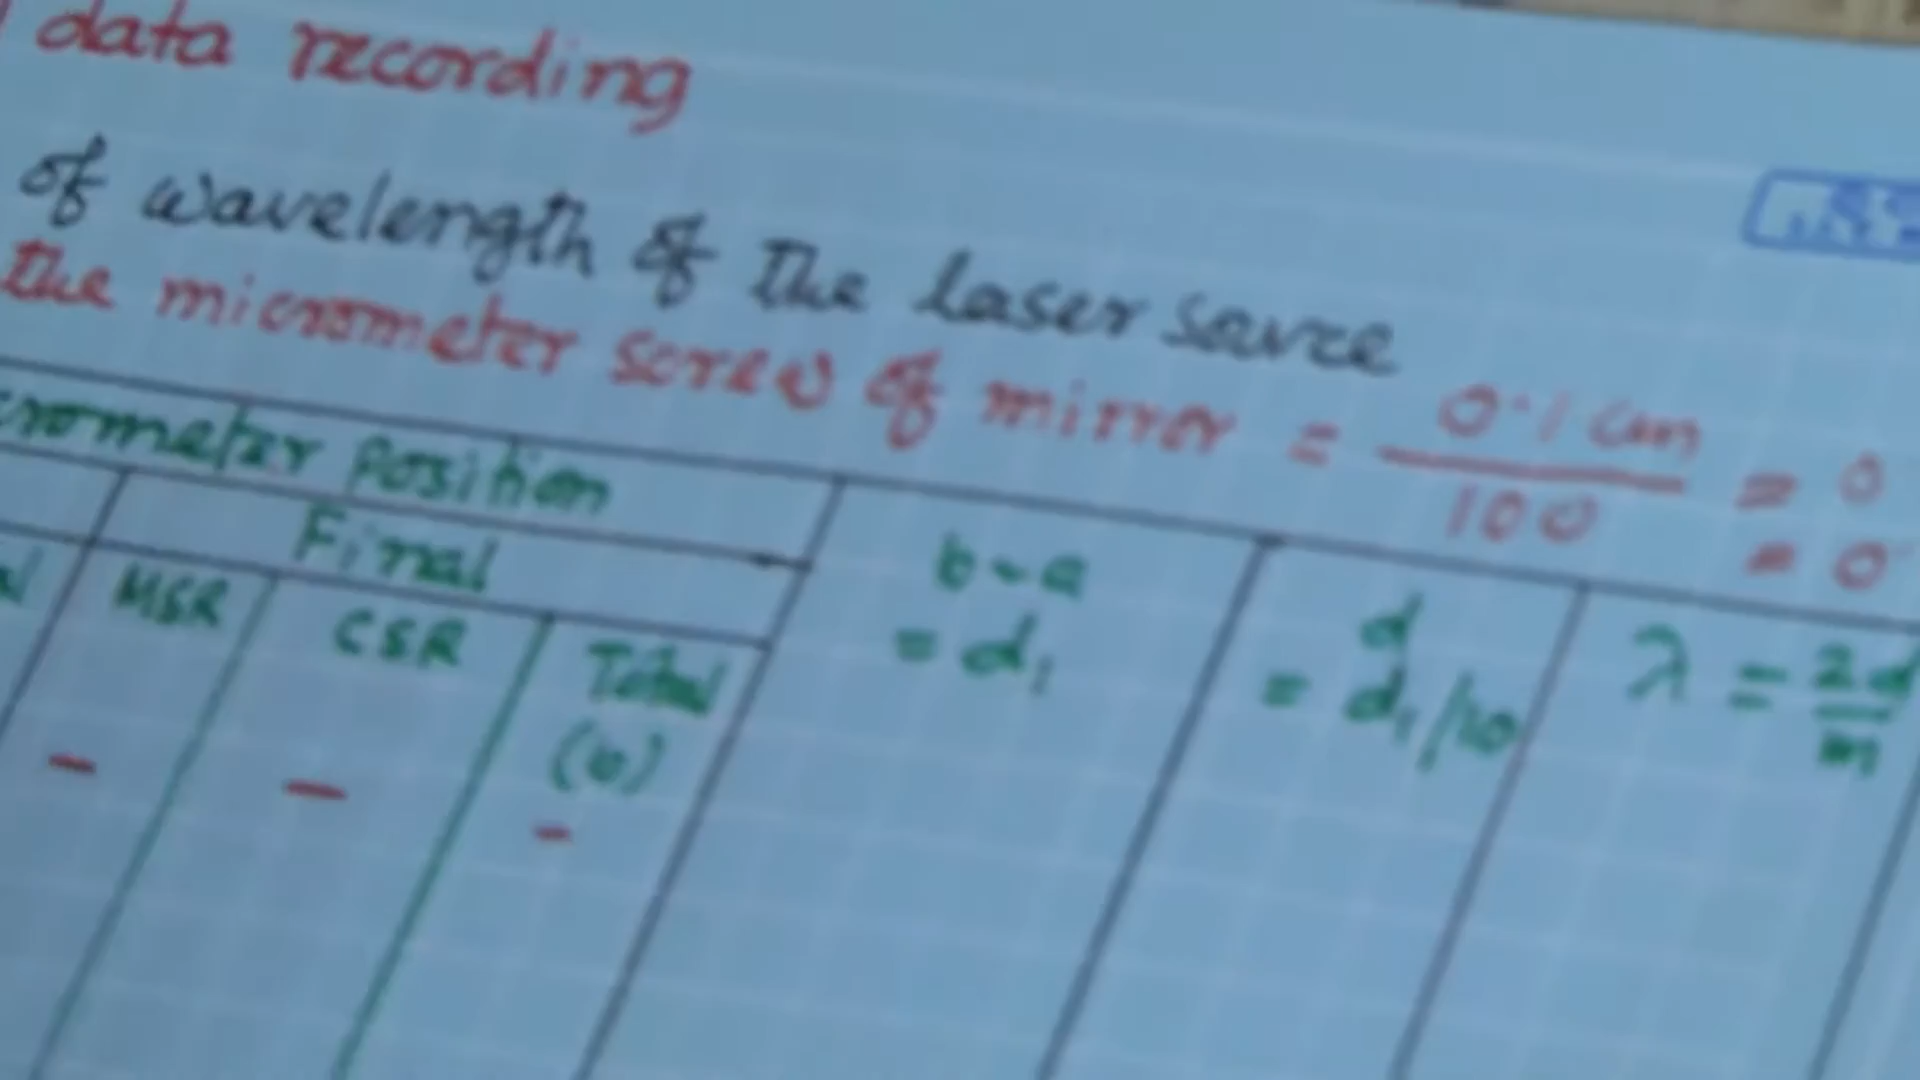 data recording
of wavelength of the laser source
the micrometer screw of mirror = 0.1 cm / 100 = 0
= 0
Position
Final
MSR CSR Total (b)
b ~ a = d₁
d = d₁/10
λ = 2d/m